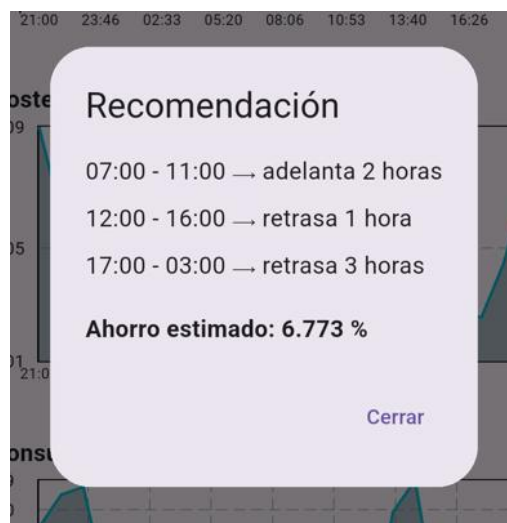 21:00 23:46 02:33 05:20 08:06 10:53 13:40 16:26
Recomendación
07:00 - 11:00 → adelanta 2 horas
12:00 - 16:00 → retrasa 1 hora
17:00 - 03:00 → retrasa 3 horas
Ahorro estimado: 6.773 %
Cerrar